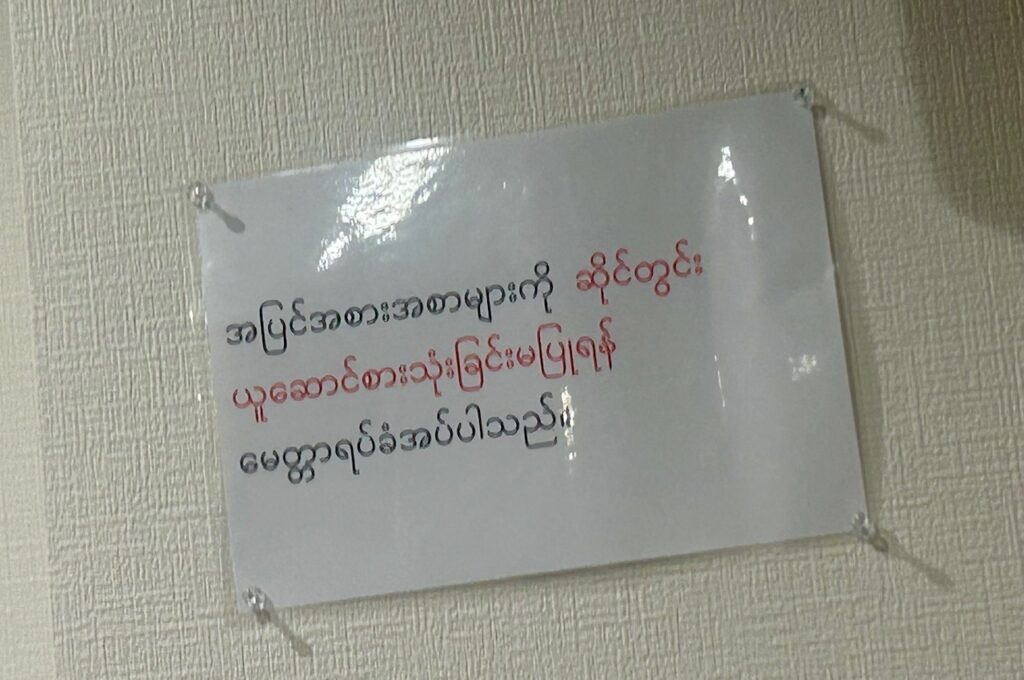 အပြင်အစားအစာများကို ဆိုင်တွင်း
ယူဆောင်စားသုံးခြင်းမပြုရန်
မေတ္တာရပ်ခံအပ်ပါသည်။